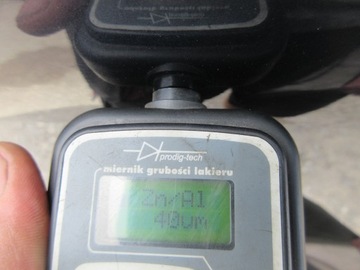 prodig-tech
miernik grubości lakieru
Zn/Al
40um